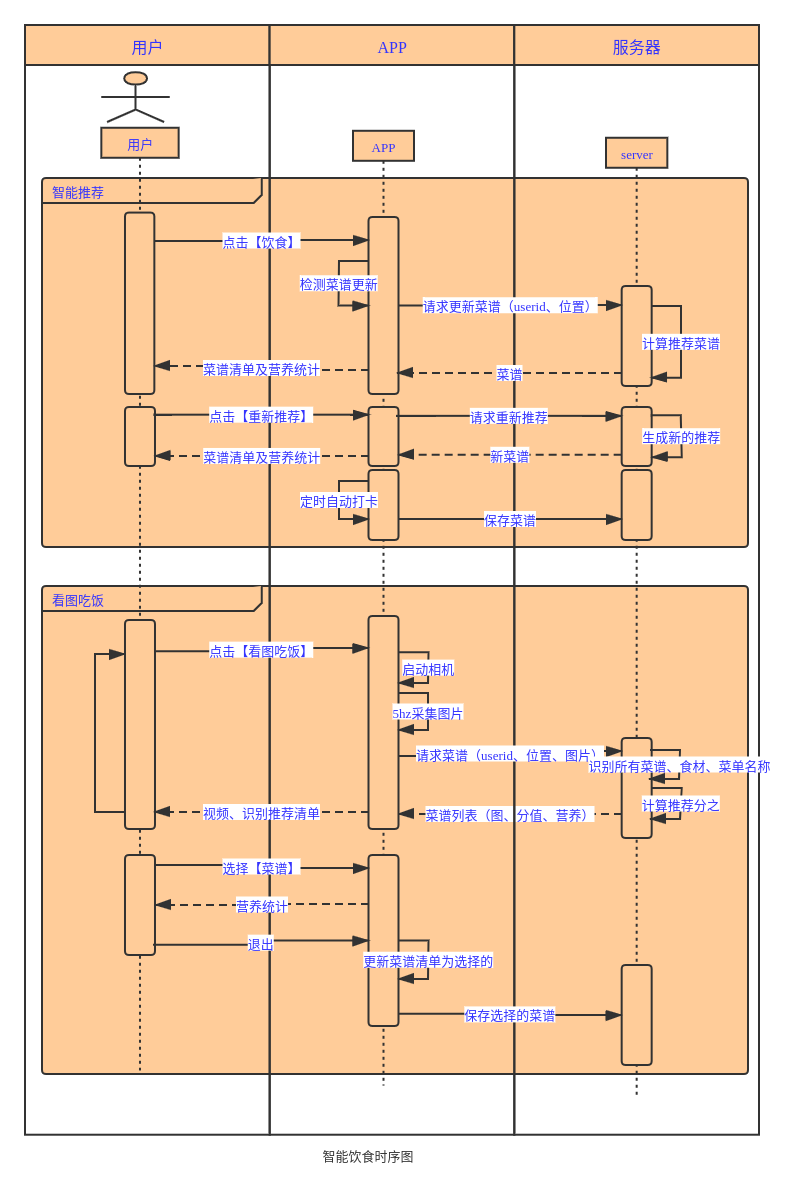 用户
APP
服务器
用户
APP
server
智能推荐
点击【饮食】
检测菜谱更新
请求更新菜谱（userid、位置）
计算推荐菜谱
菜谱清单及营养统计
菜谱
点击【重新推荐】
请求重新推荐
生成新的推荐
菜谱清单及营养统计
新菜谱
定时自动打卡
保存菜谱
看图吃饭
点击【看图吃饭】
启动相机
5hz采集图片
请求菜谱（userid、位置、图片）
识别所有菜谱、食材、菜单名称
计算推荐分之
视频、识别推荐清单
菜谱列表（图、分值、营养）
选择【菜谱】
营养统计
退出
更新菜谱清单为选择的
保存选择的菜谱
智能饮食时序图